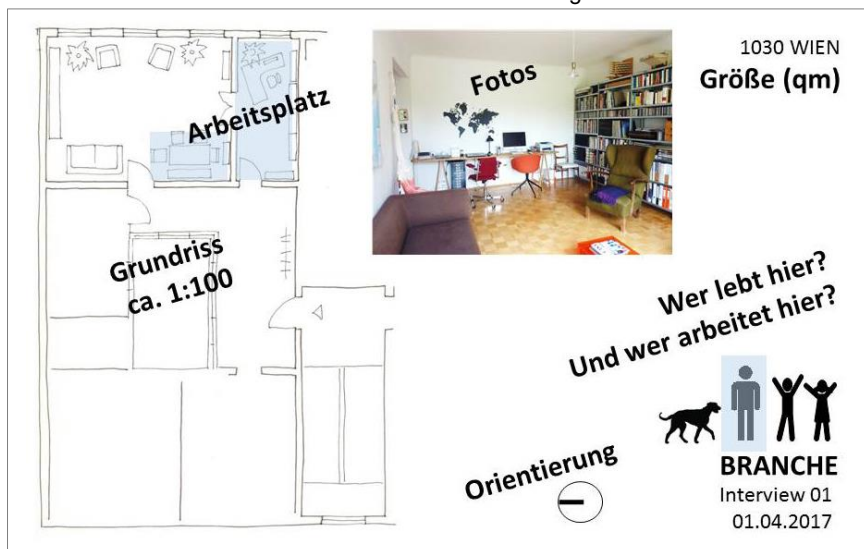 1030 WIEN
Größe (qm)
Fotos
Arbeitsplatz
Grundriss
ca. 1:100
Wer lebt hier?
Und wer arbeitet hier?
Orientierung
BRANCHE
Interview 01
01.04.2017